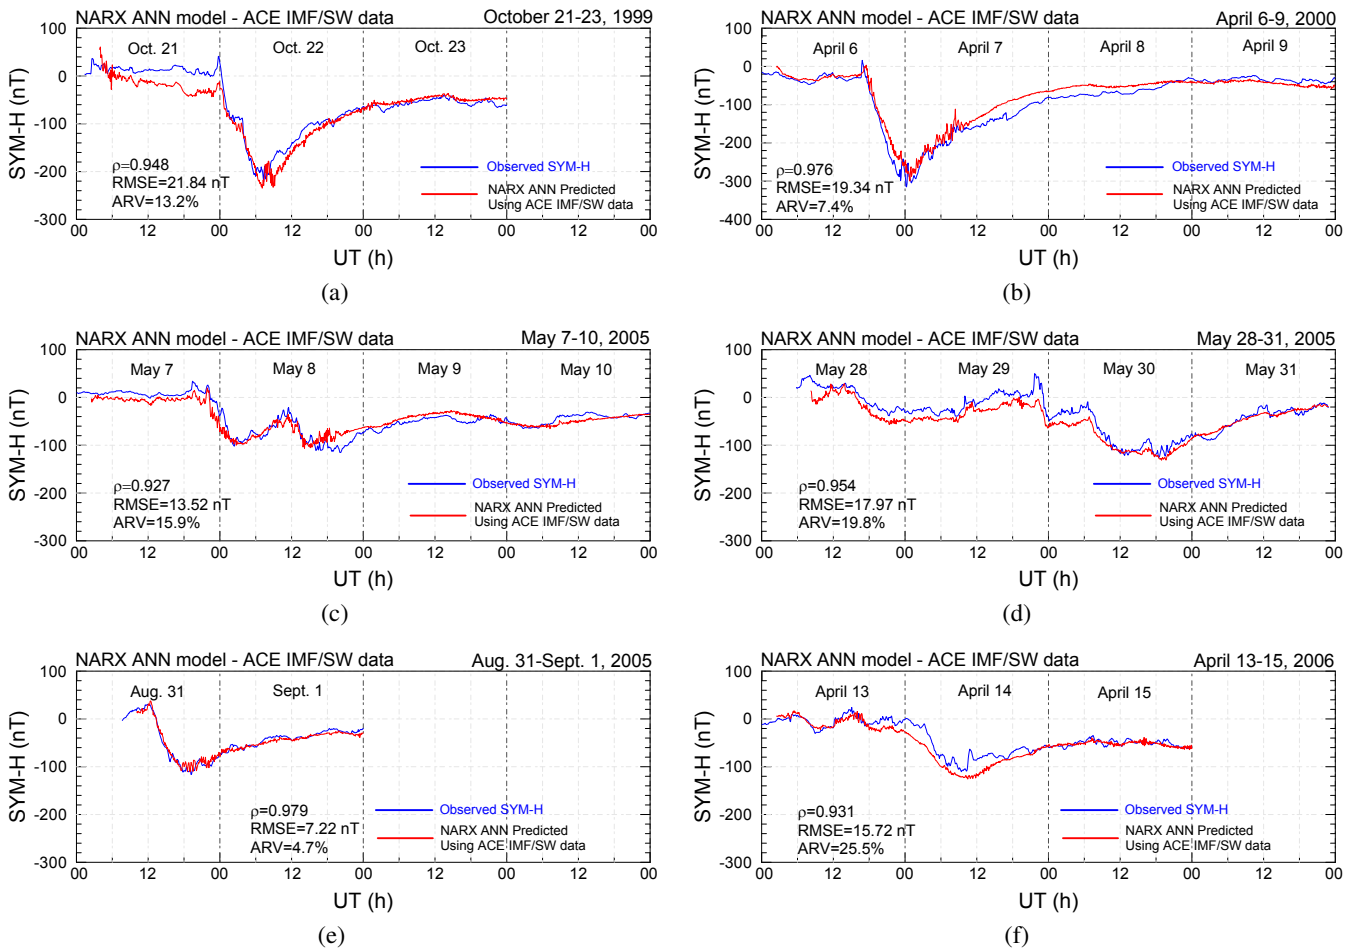 NARX ANN model - ACE IMF/SW data
October 21-23, 1999
100
0
-100
-200
-300
SYM-H (nT)
Oct. 21
Oct. 22
Oct. 23
ρ=0.948
RMSE=21.84 nT
ARV=13.2%
Observed SYM-H
NARX ANN Predicted
Using ACE IMF/SW data
00 12 00 12 00 12 00 12 00
UT (h)
(a)
NARX ANN model - ACE IMF/SW data
April 6-9, 2000
100
0
-100
-200
-300
-400
SYM-H (nT)
April 6
April 7
April 8
April 9
ρ=0.976
RMSE=19.34 nT
ARV=7.4%
Observed SYM-H
NARX ANN Predicted
Using ACE IMF/SW data
00 12 00 12 00 12 00 12 00
UT (h)
(b)
NARX ANN model - ACE IMF/SW data
May 7-10, 2005
100
0
-100
-200
-300
SYM-H (nT)
May 7
May 8
May 9
May 10
ρ=0.927
RMSE=13.52 nT
ARV=15.9%
Observed SYM-H
NARX ANN Predicted
Using ACE IMF/SW data
00 12 00 12 00 12 00 12 00
UT (h)
(c)
NARX ANN model - ACE IMF/SW data
May 28-31, 2005
100
0
-100
-200
-300
SYM-H (nT)
May 28
May 29
May 30
May 31
ρ=0.954
RMSE=17.97 nT
ARV=19.8%
Observed SYM-H
NARX ANN Predicted
Using ACE IMF/SW data
00 12 00 12 00 12 00 12 00
UT (h)
(d)
NARX ANN model - ACE IMF/SW data
Aug. 31-Sept. 1, 2005
100
0
-100
-200
-300
SYM-H (nT)
Aug. 31
Sept. 1
ρ=0.979
RMSE=7.22 nT
ARV=4.7%
Observed SYM-H
NARX ANN Predicted
Using ACE IMF/SW data
00 12 00 12 00 12 00 12 00
UT (h)
(e)
NARX ANN model - ACE IMF/SW data
April 13-15, 2006
100
0
-100
-200
-300
SYM-H (nT)
April 13
April 14
April 15
ρ=0.931
RMSE=15.72 nT
ARV=25.5%
Observed SYM-H
NARX ANN Predicted
Using ACE IMF/SW data
00 12 00 12 00 12 00 12 00
UT (h)
(f)